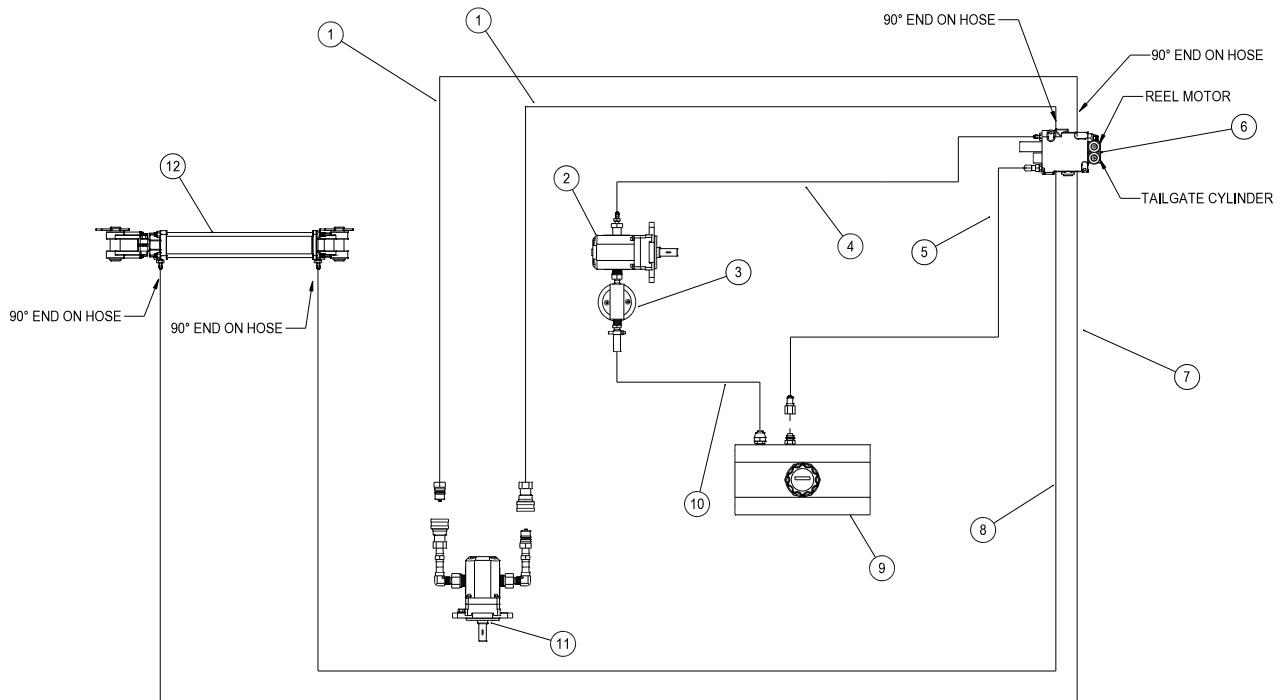 90° END ON HOSE
1
1
90° END ON HOSE
REEL MOTOR
6
12
2
TAILGATE CYLINDER
4
5
3
90° END ON HOSE
90° END ON HOSE
7
10
8
9
11